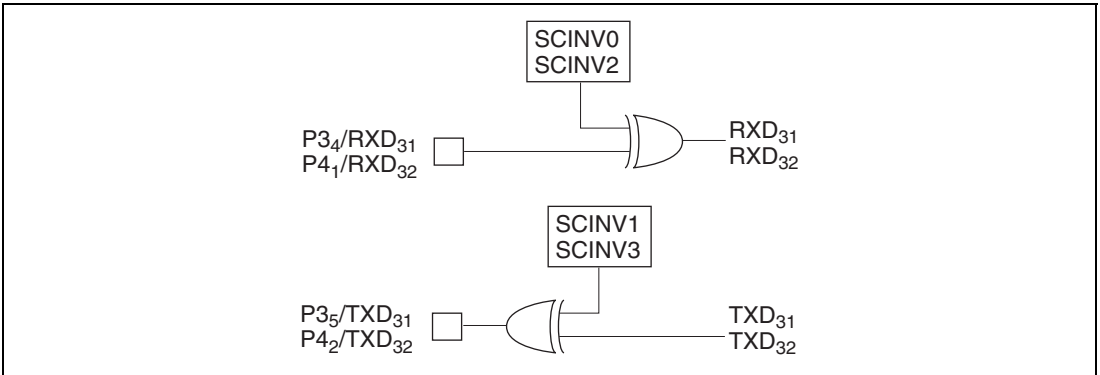 SCINV0
SCINV2
P3₄/RXD₃₁
P4₁/RXD₃₂
RXD₃₁
RXD₃₂
SCINV1
SCINV3
P3₅/TXD₃₁
P4₂/TXD₃₂
TXD₃₁
TXD₃₂